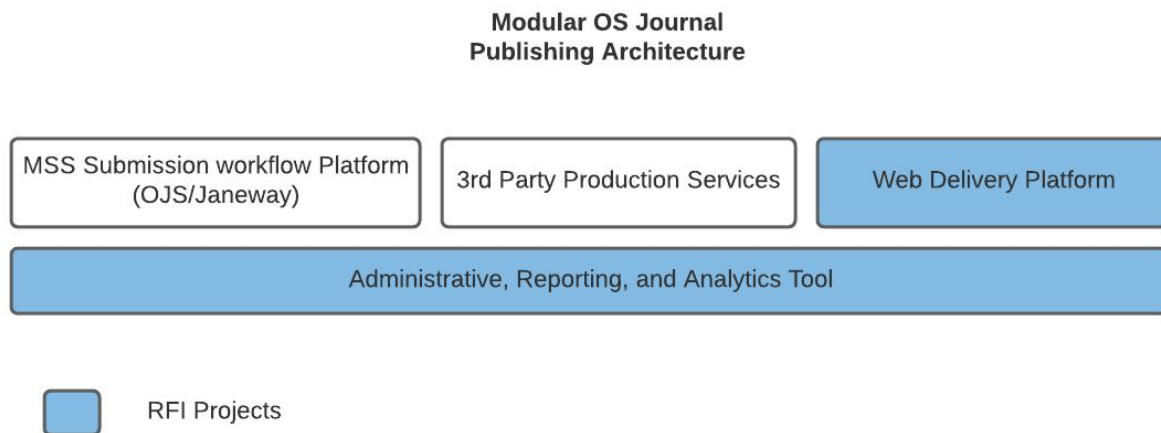 Modular OS Journal
Publishing Architecture
MSS Submission workflow Platform
(OJS/Janeway)
3rd Party Production Services
Web Delivery Platform
Administrative, Reporting, and Analytics Tool
RFI Projects